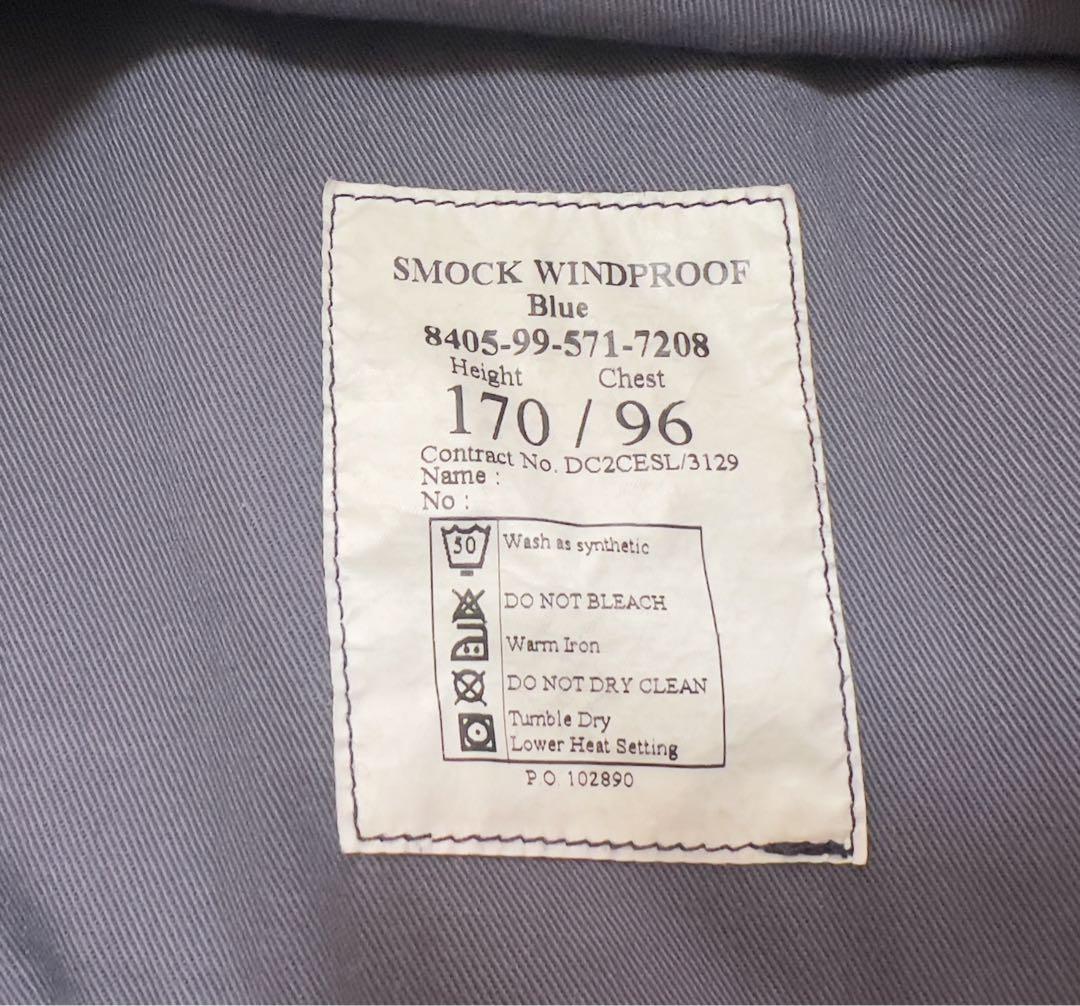 SMOCK WINDPROOF
Blue
8405-99-571-7208
Height Chest
170 / 96
Contract No. DC2CESL/3129
Name :
No :
50 Wash as synthetic
DO NOT BLEACH
Warm Iron
DO NOT DRY CLEAN
Tumble Dry
Lower Heat Setting
P.O. 102890